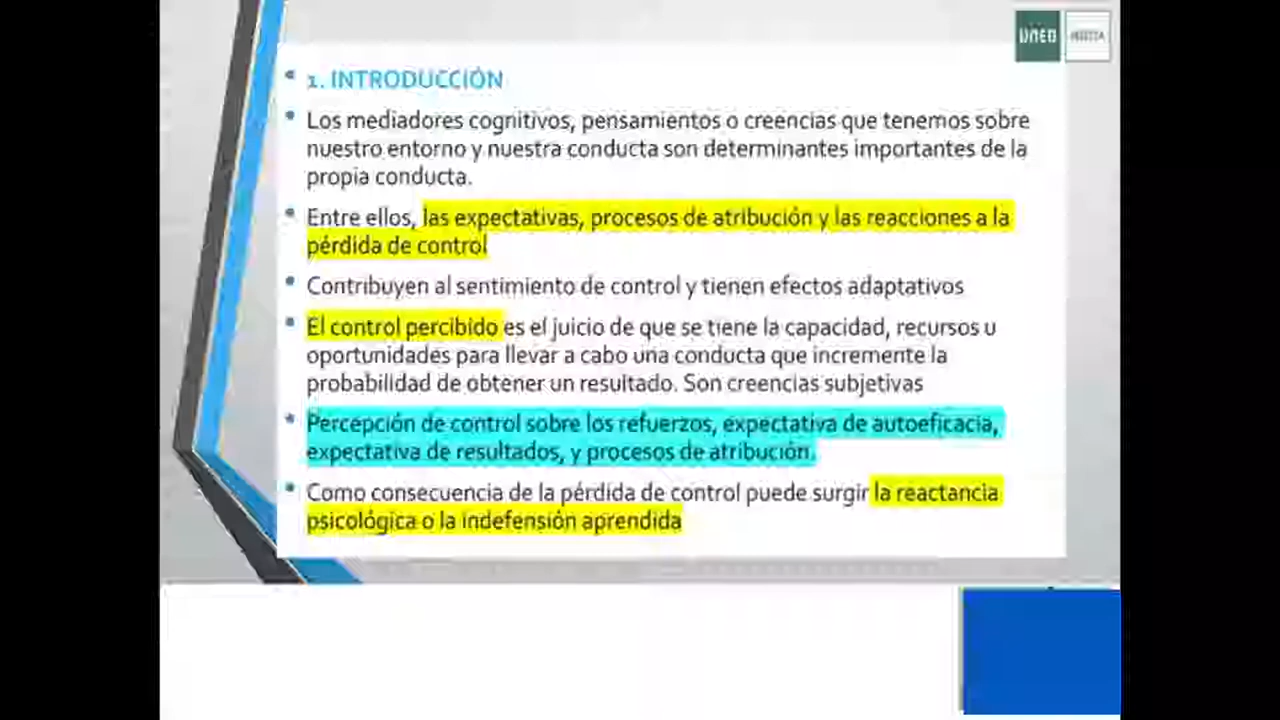 UNED
1. INTRODUCCIÓN
Los mediadores cognitivos, pensamientos o creencias que tenemos sobre
nuestro entorno y nuestra conducta son determinantes importantes de la
propia conducta.
Entre ellos, las expectativas, procesos de atribución y las reacciones a la
pérdida de control
Contribuyen al sentimiento de control y tienen efectos adaptativos
El control percibido es el juicio de que se tiene la capacidad, recursos u
oportunidades para llevar a cabo una conducta que incremente la
probabilidad de obtener un resultado. Son creencias subjetivas
Percepción de control sobre los refuerzos, expectativa de autoeficacia,
expectativa de resultados, y procesos de atribución.
Como consecuencia de la pérdida de control puede surgir la reactancia
psicológica o la indefensión aprendida